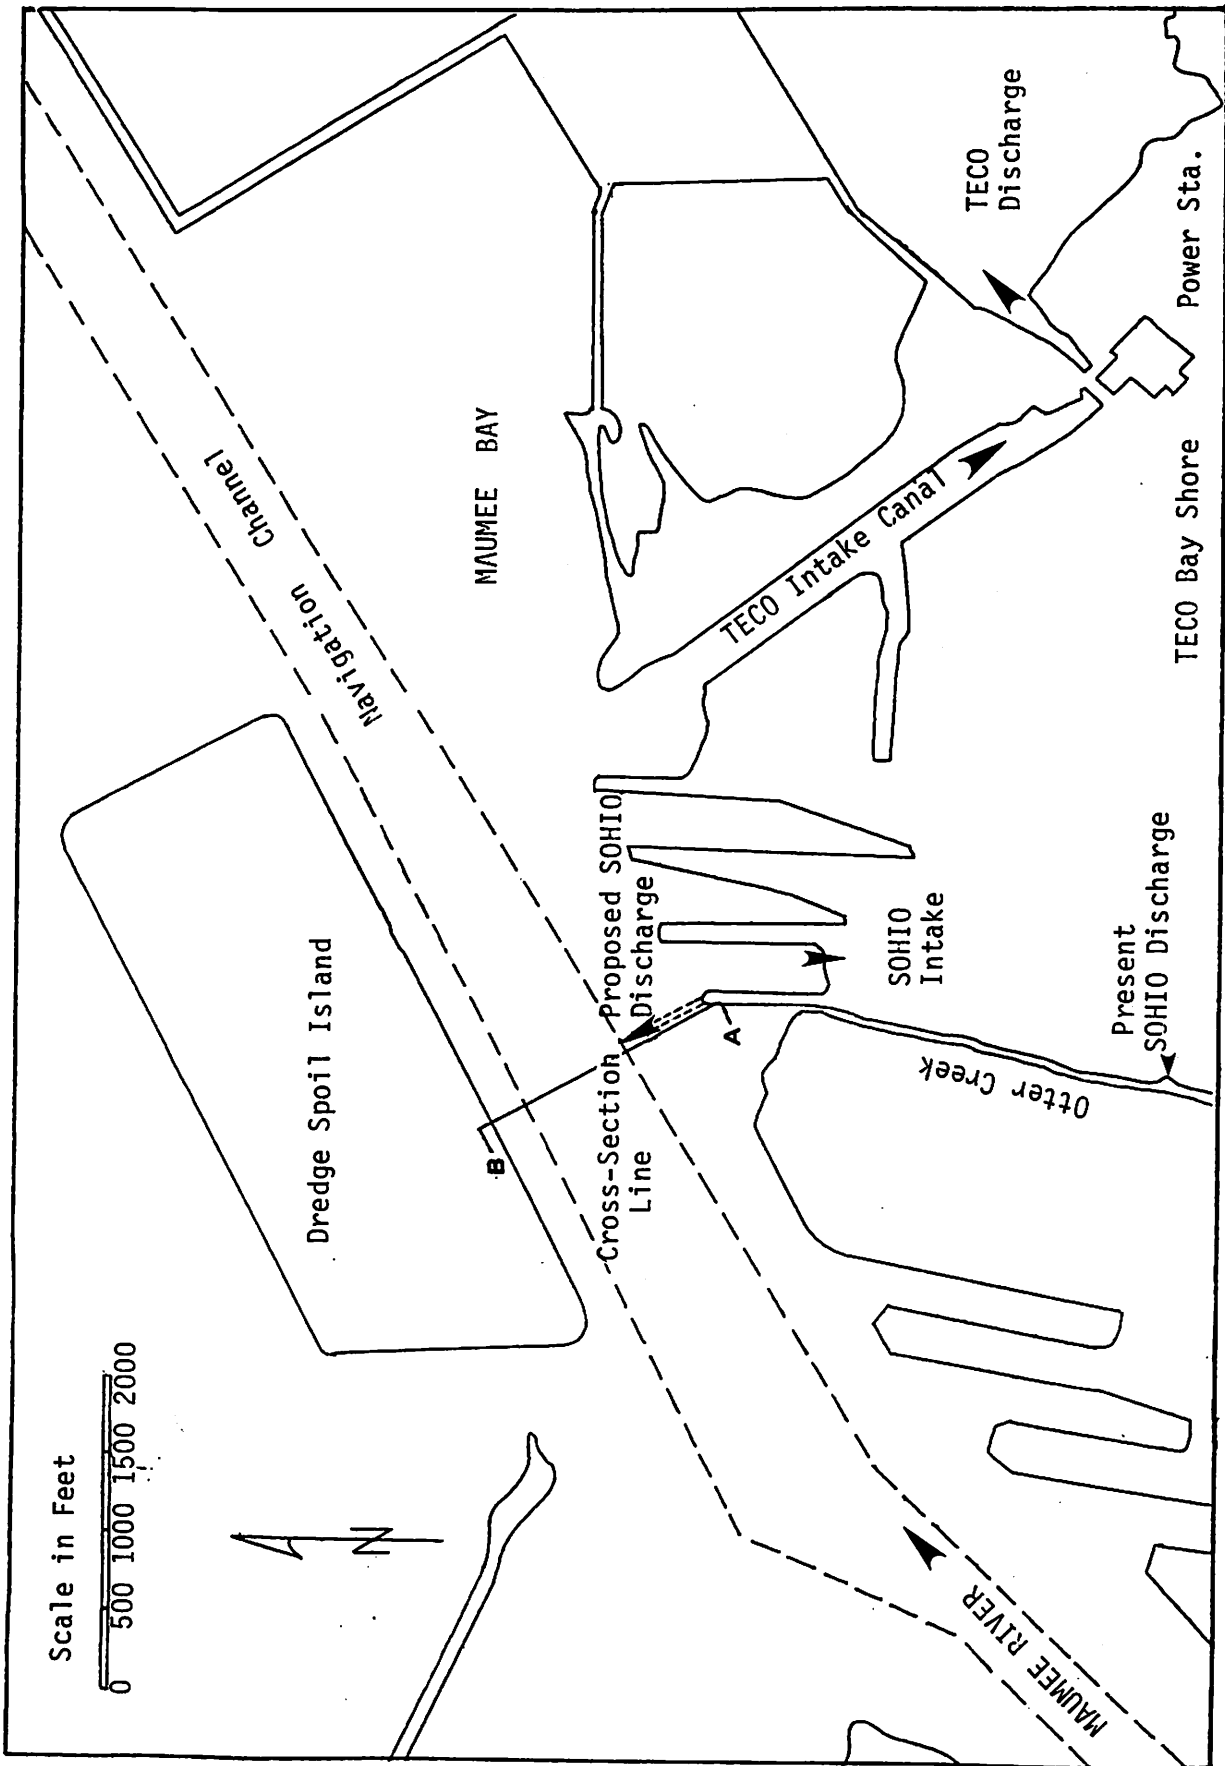 Scale in Feet
0 500 1000 1500 2000
N
Dredge Spoil Island
Navigation Channel
MAUMEE BAY
B
Cross-Section
Line
Proposed SOHIO
Discharge
A
TECO Intake Canal
TECO
Discharge
SOHIO
Intake
Otter Creek
Present
SOHIO Discharge
MAUMEE RIVER
TECO Bay Shore Power Sta.